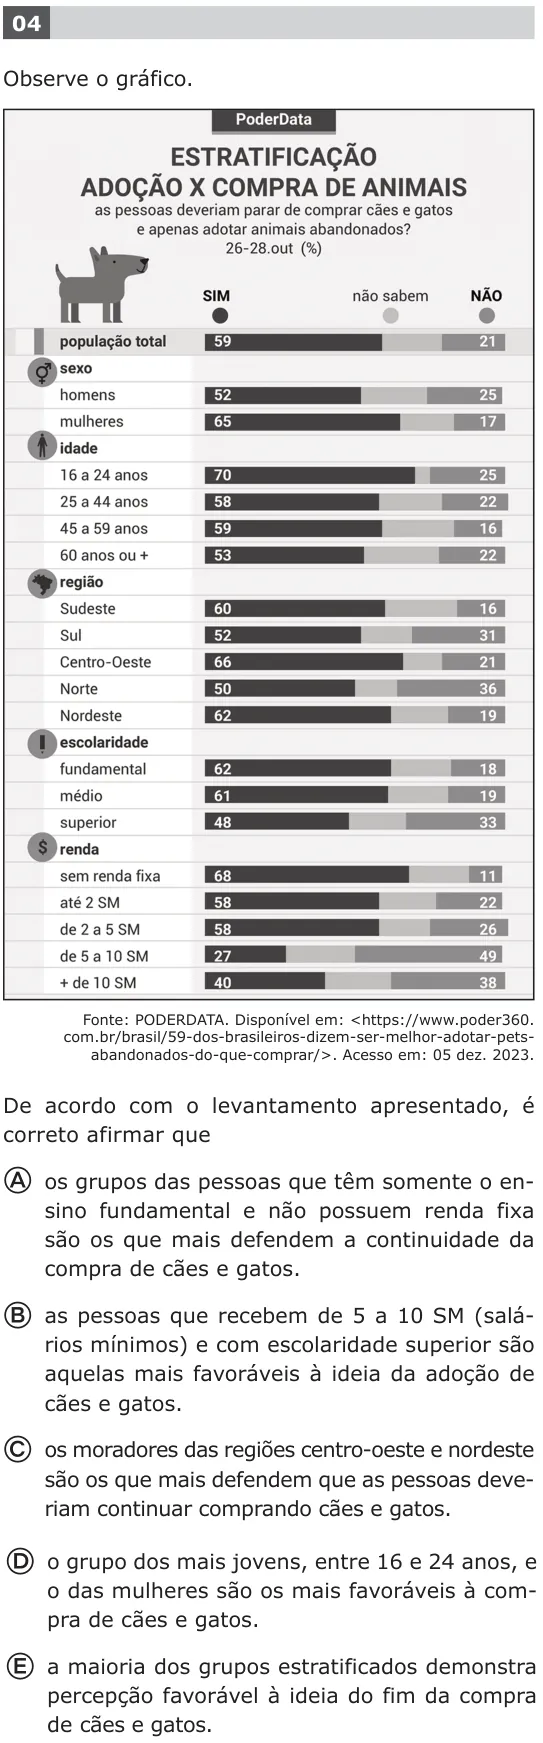 04
Observe o gráfico.
PoderData
ESTRATIFICAÇÃO
ADOÇÃO X COMPRA DE ANIMAIS
as pessoas deveriam parar de comprar cães e gatos
e apenas adotar animais abandonados?
26-28.out (%)
SIM não sabem NÃO
população total 59 21
sexo
homens 52 25
mulheres 65 17
idade
16 a 24 anos 70 25
25 a 44 anos 58 22
45 a 59 anos 59 16
60 anos ou + 53 22
região
Sudeste 60 16
Sul 52 31
Centro-Oeste 66 21
Norte 50 36
Nordeste 62 19
escolaridade
fundamental 62 18
médio 61 19
superior 48 33
$ renda
sem renda fixa 68 11
até 2 SM 58 22
de 2 a 5 SM 58 26
de 5 a 10 SM 27 49
+ de 10 SM 40 38
Fonte: PODERDATA. Disponível em: <https://www.poder360.
com.br/brasil/59-dos-brasileiros-dizem-ser-melhor-adotar-pets-
abandonados-do-que-comprar/>. Acesso em: 05 dez. 2023.
De acordo com o levantamento apresentado, é
correto afirmar que
A os grupos das pessoas que têm somente o en-
sino fundamental e não possuem renda fixa
são os que mais defendem a continuidade da
compra de cães e gatos.
B as pessoas que recebem de 5 a 10 SM (salá-
rios mínimos) e com escolaridade superior são
aquelas mais favoráveis à ideia da adoção de
cães e gatos.
C os moradores das regiões centro-oeste e nordeste
são os que mais defendem que as pessoas deve-
riam continuar comprando cães e gatos.
D o grupo dos mais jovens, entre 16 e 24 anos, e
o das mulheres são os mais favoráveis à com-
pra de cães e gatos.
E a maioria dos grupos estratificados demonstra
percepção favorável à ideia do fim da compra
de cães e gatos.